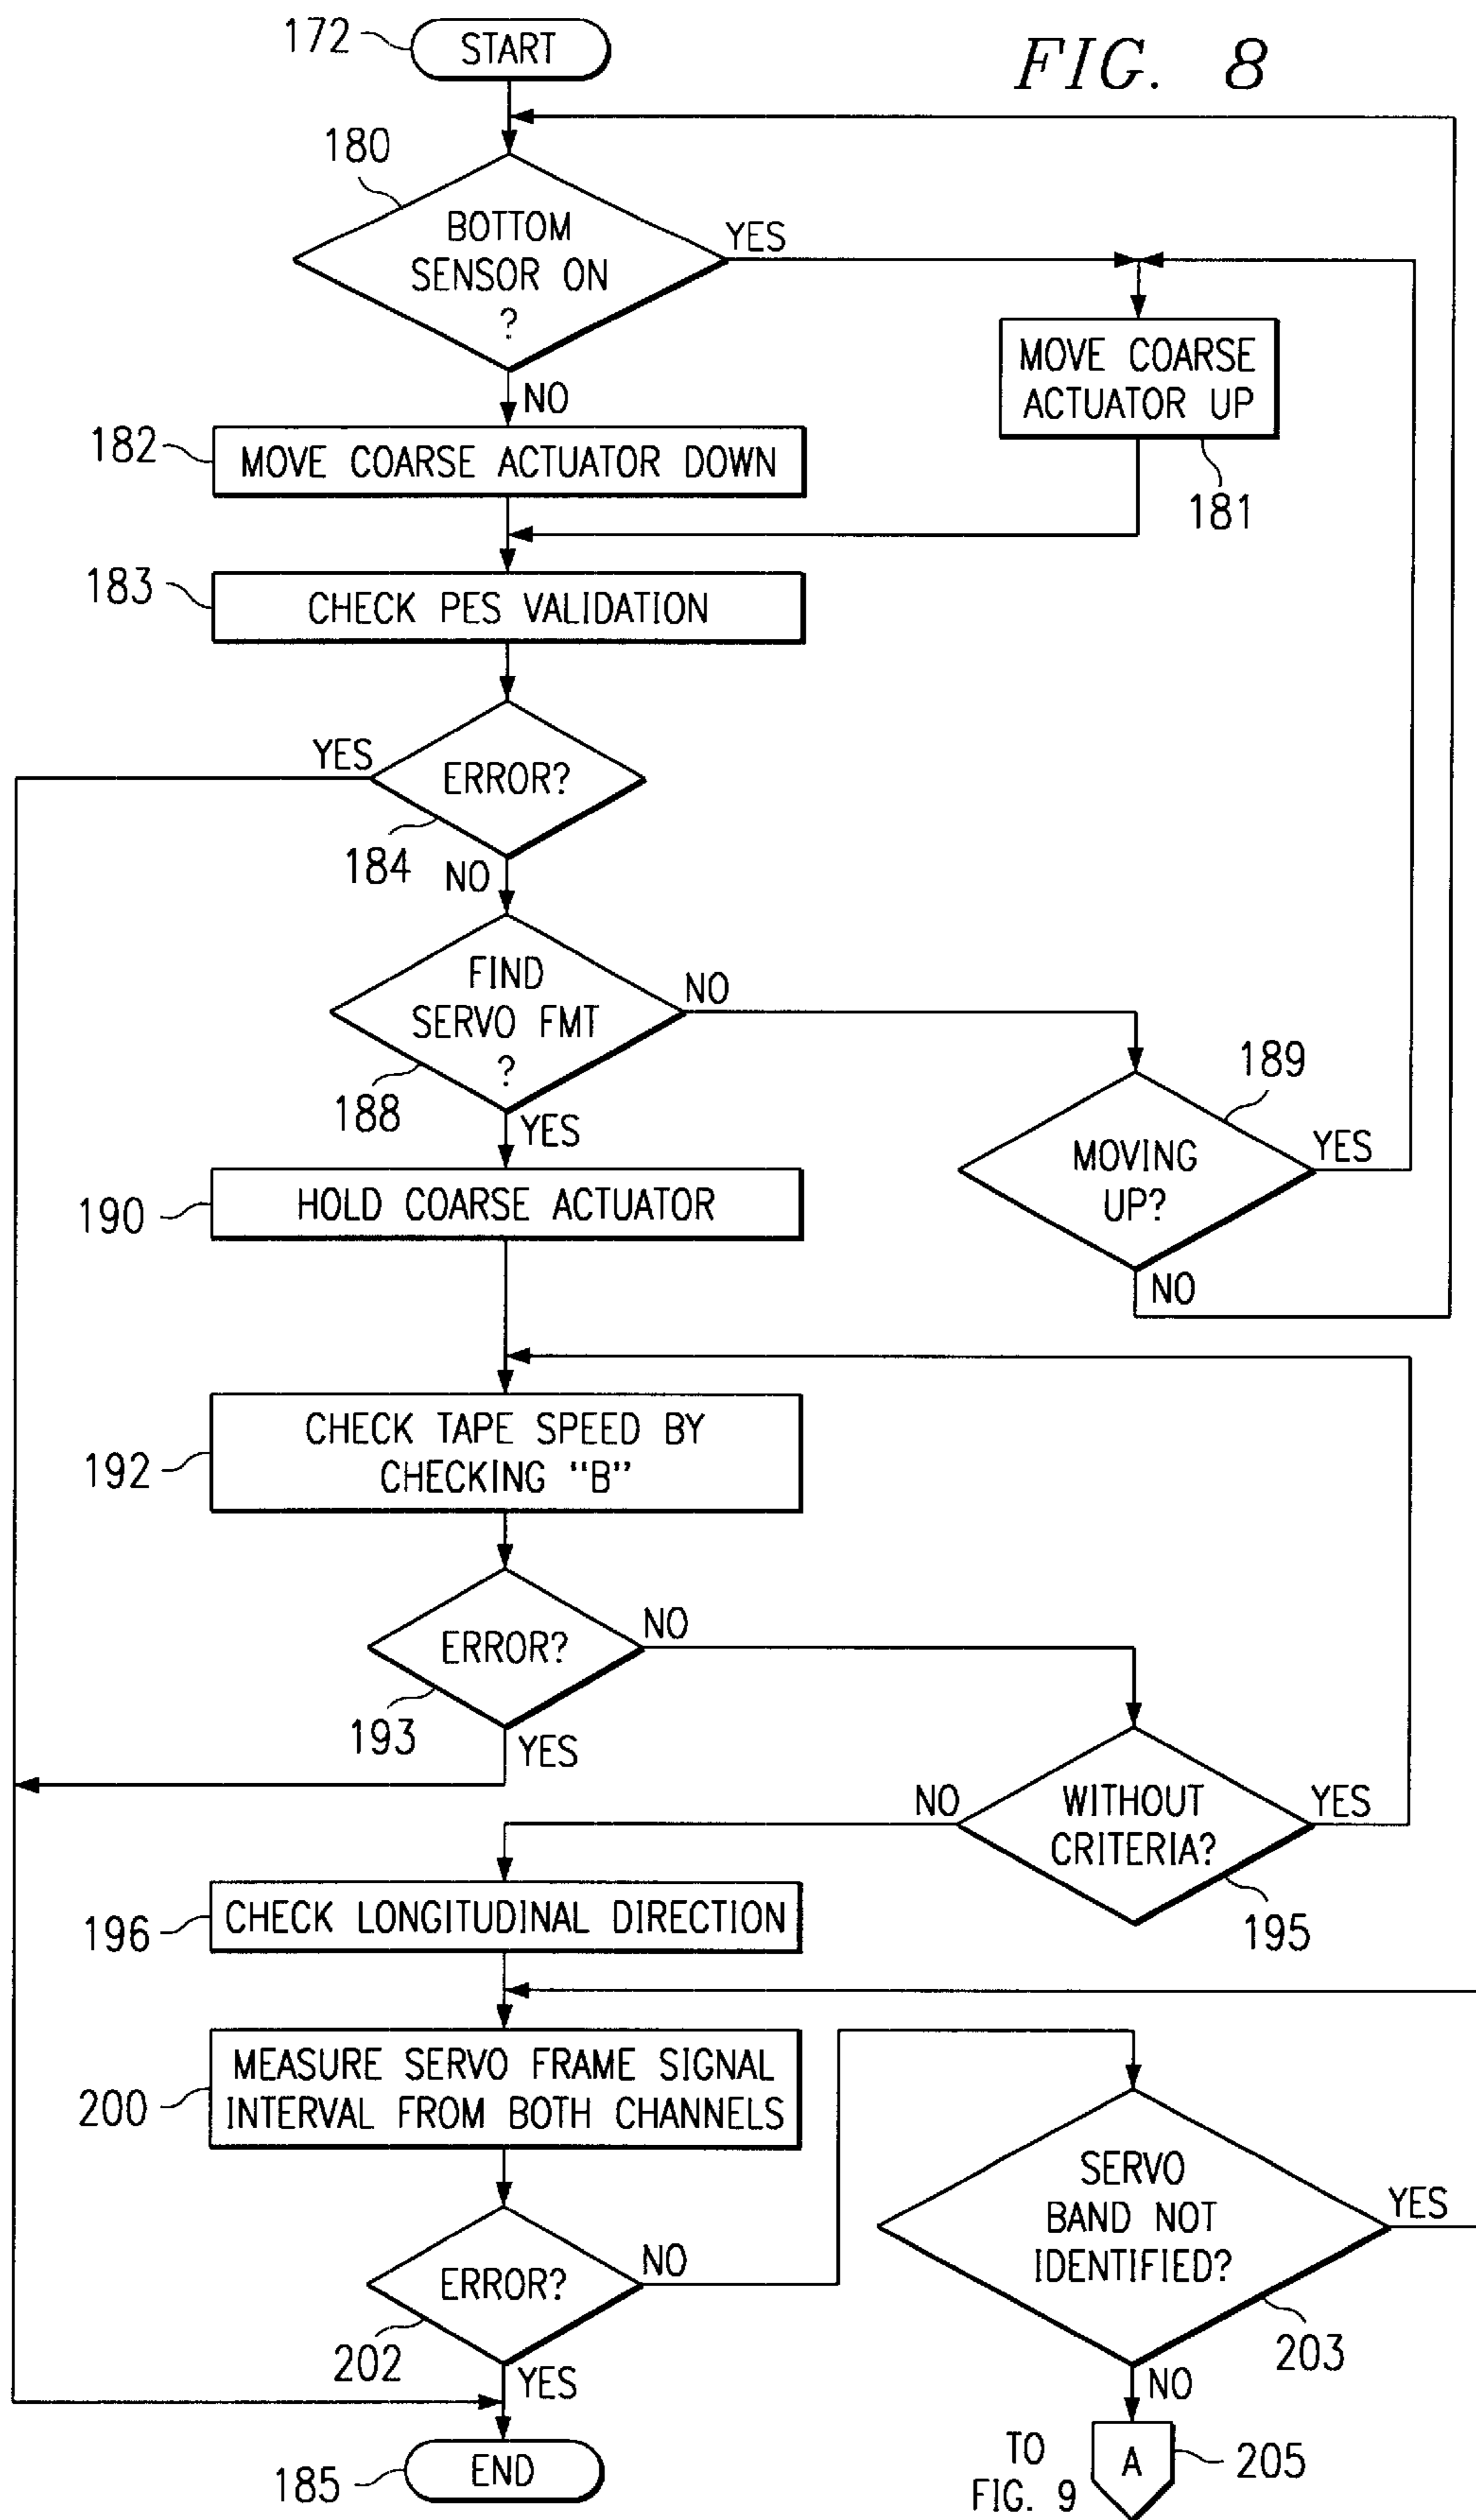 172
START
FIG. 8
180
BOTTOM
SENSOR ON
?
YES
NO
MOVE COARSE
ACTUATOR UP
181
182
MOVE COARSE ACTUATOR DOWN
183
CHECK PES VALIDATION
YES
ERROR?
184
NO
FIND
SERVO FMT
?
NO
188
YES
189
MOVING
UP?
YES
NO
190
HOLD COARSE ACTUATOR
192
CHECK TAPE SPEED BY
CHECKING "B"
ERROR?
NO
193
YES
NO
WITHOUT
CRITERIA?
YES
195
196
CHECK LONGITUDINAL DIRECTION
200
MEASURE SERVO FRAME SIGNAL
INTERVAL FROM BOTH CHANNELS
ERROR?
NO
202
YES
SERVO
BAND NOT
IDENTIFIED?
YES
203
NO
185
END
TO
FIG. 9
A
205